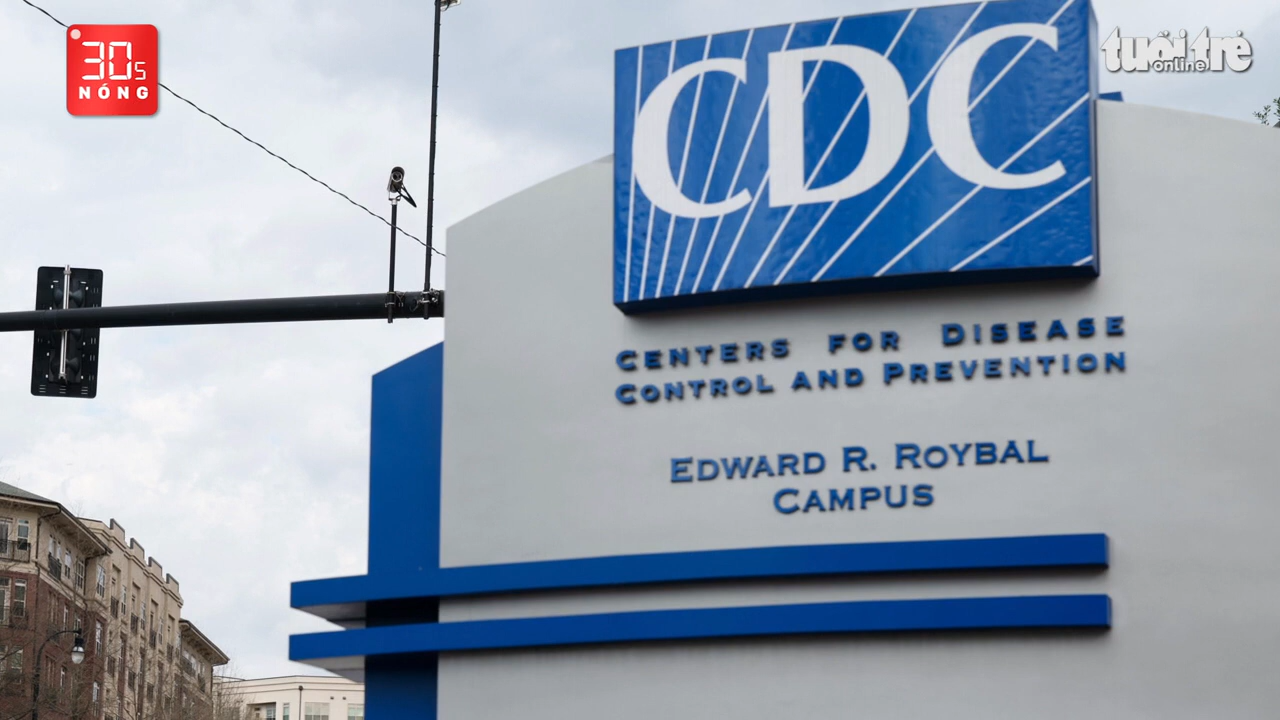 30s
NÓNG
tuổi trẻ
online
CDC
CENTERS FOR DISEASE
CONTROL AND PREVENTION
EDWARD R. ROYBAL
CAMPUS